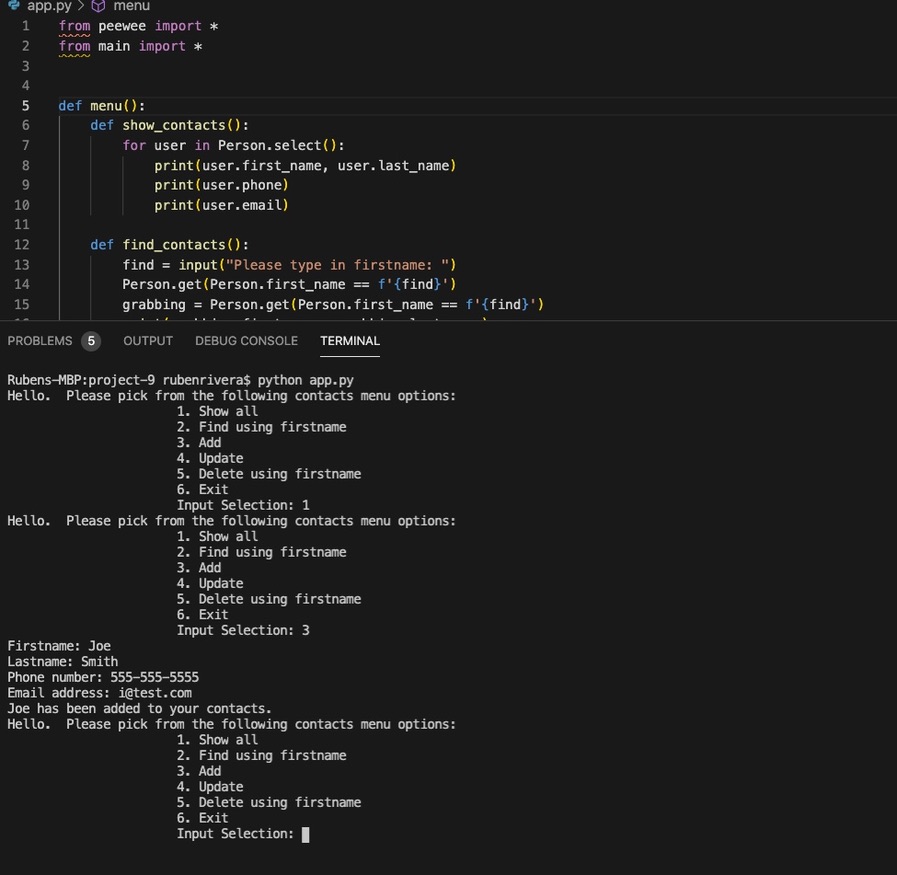 app.py > menu
1 from peewee import *
2 from main import *
3
4
5 def menu():
6     def show_contacts():
7         for user in Person.select():
8             print(user.first_name, user.last_name)
9             print(user.phone)
10             print(user.email)
11
12     def find_contacts():
13         find = input("Please type in firstname: ")
14         Person.get(Person.first_name == f'{find}')
15         grabbing = Person.get(Person.first_name == f'{find}')
PROBLEMS 5 OUTPUT DEBUG CONSOLE TERMINAL
Rubens-MBP:project-9 rubenrivera$ python app.py
Hello.  Please pick from the following contacts menu options:
1. Show all
2. Find using firstname
3. Add
4. Update
5. Delete using firstname
6. Exit
Input Selection: 1
Hello.  Please pick from the following contacts menu options:
1. Show all
2. Find using firstname
3. Add
4. Update
5. Delete using firstname
6. Exit
Input Selection: 3
Firstname: Joe
Lastname: Smith
Phone number: 555-555-5555
Email address: i@test.com
Joe has been added to your contacts.
Hello.  Please pick from the following contacts menu options:
1. Show all
2. Find using firstname
3. Add
4. Update
5. Delete using firstname
6. Exit
Input Selection: